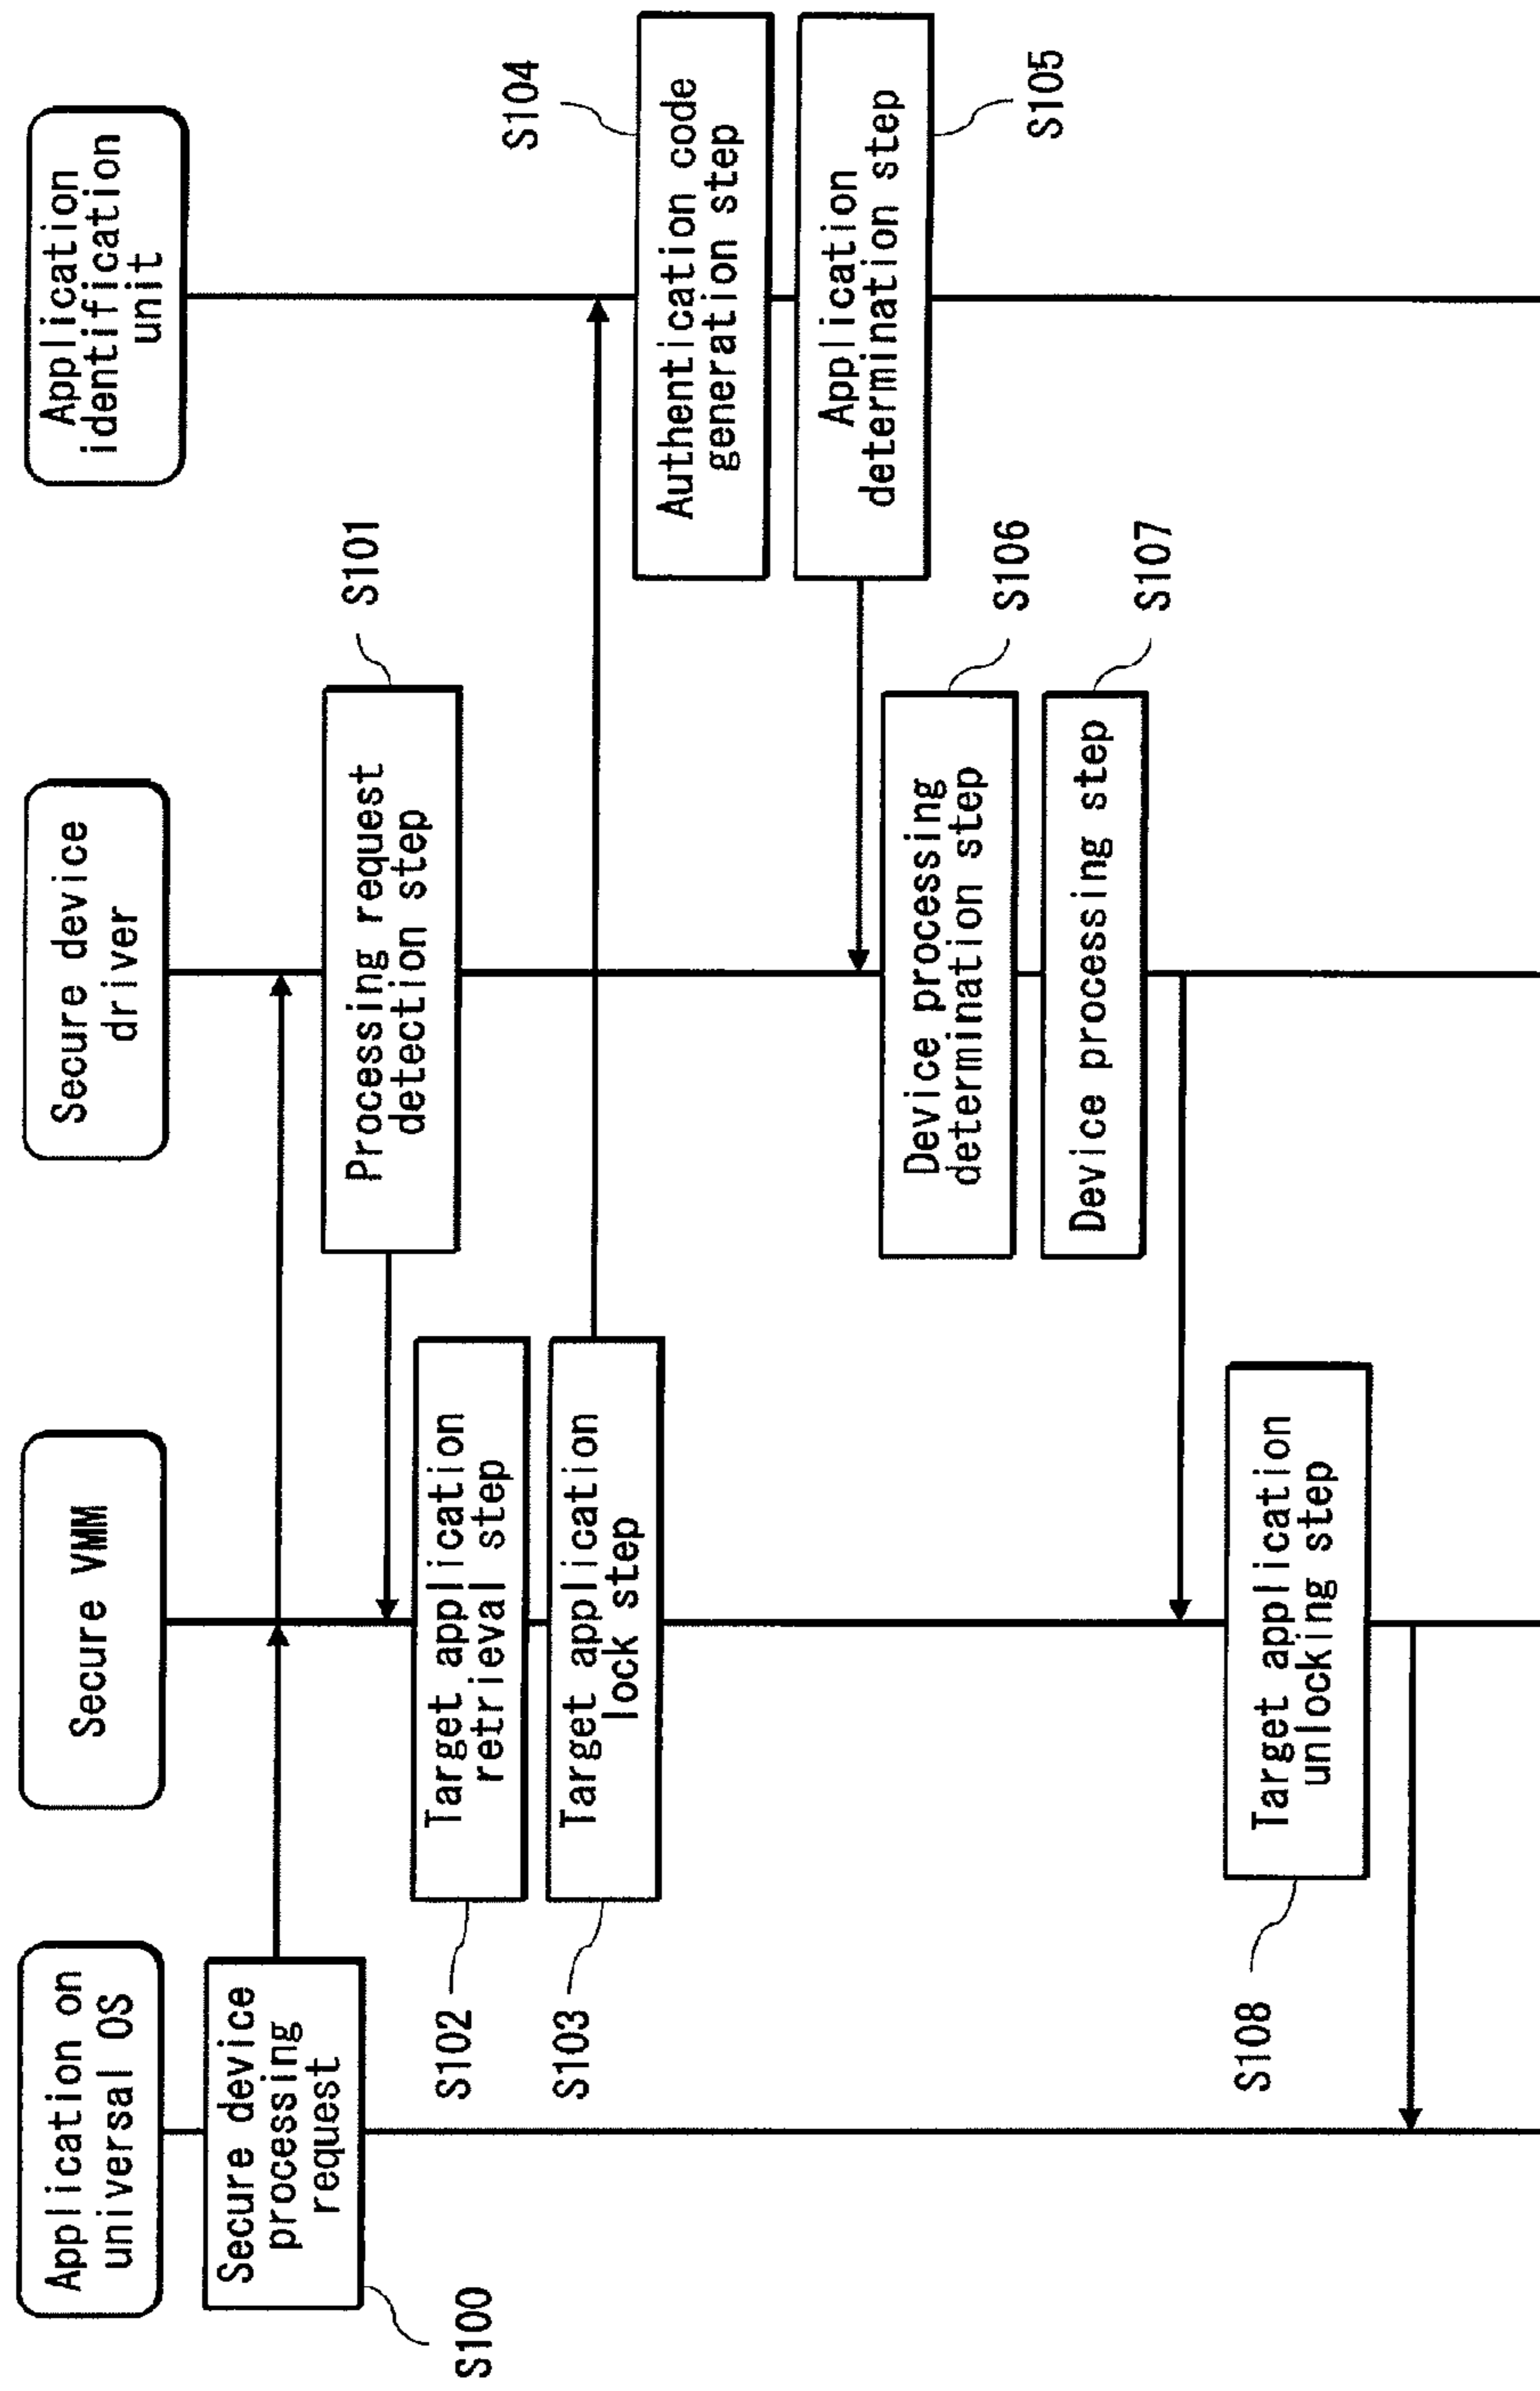 Application on
universal OS
Secure VMM
Secure device
driver
Application
identification
unit
Secure device
processing
request
S100
Processing request
detection step
S101
Target application
retrieval step
S102
Target application
lock step
S103
Authentication code
generation step
S104
Application
determination step
S105
Device processing
determination step
S106
Device processing step
S107
Target application
unlocking step
S108